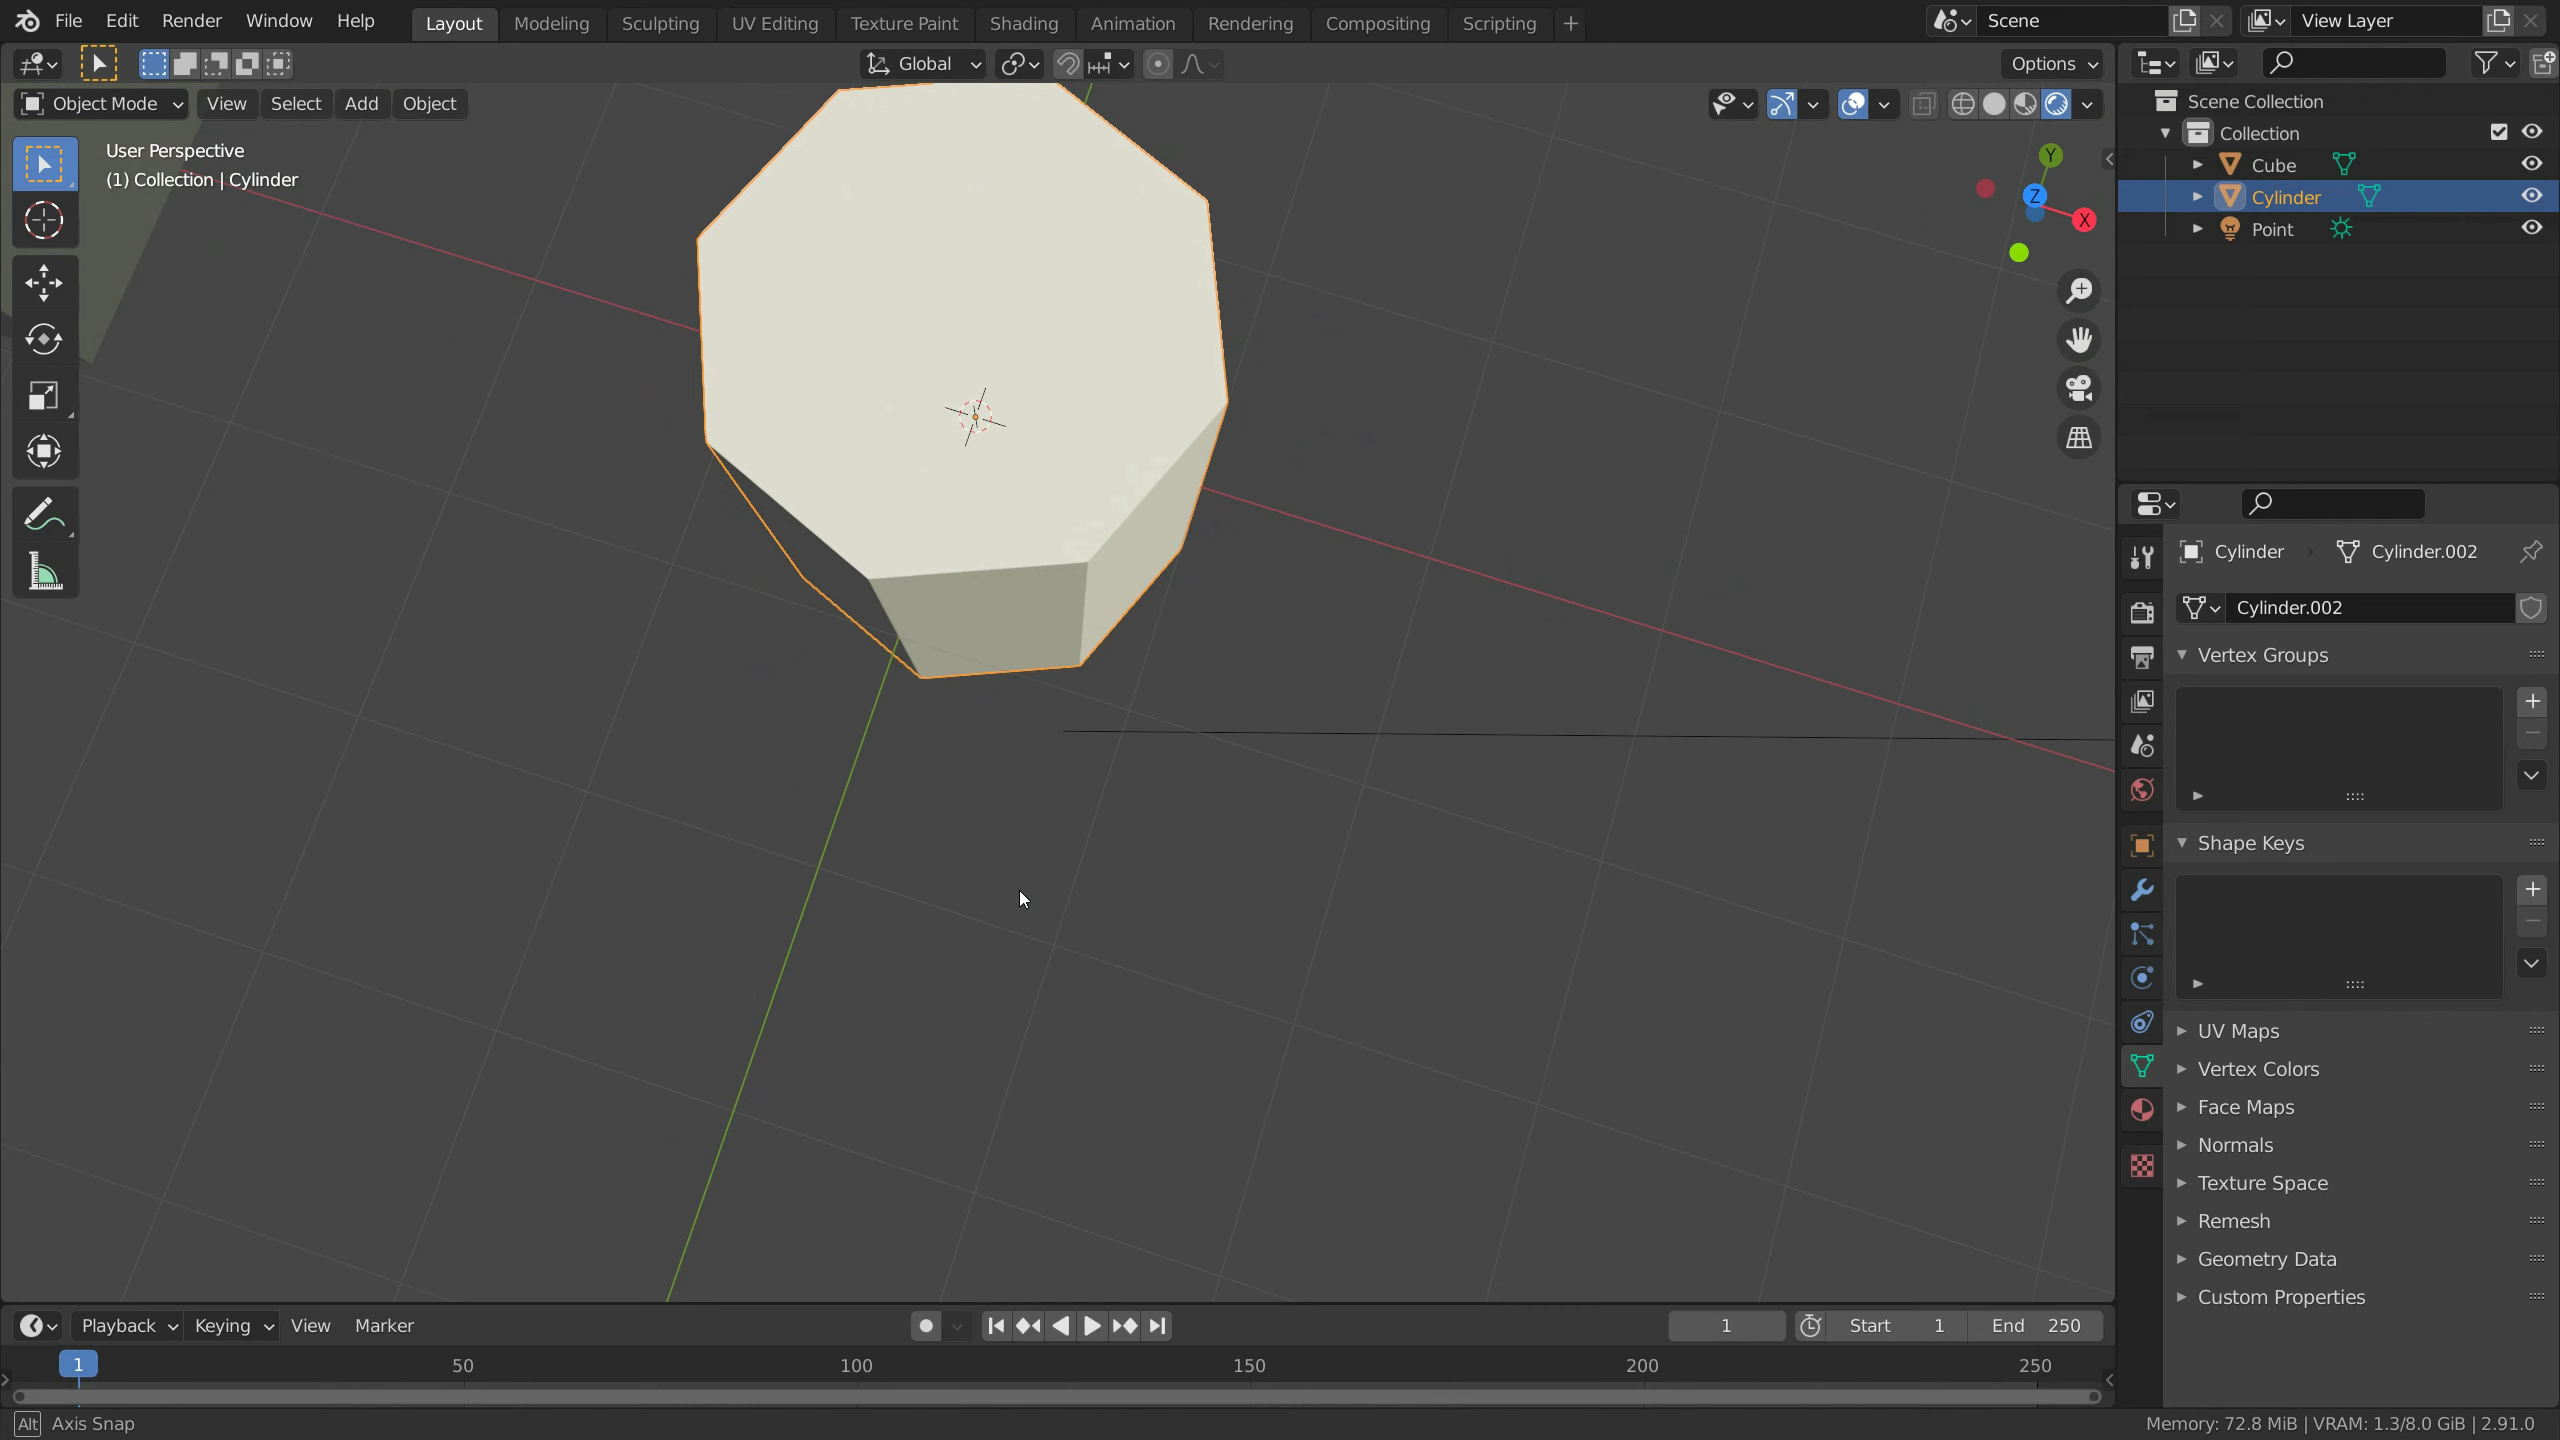 File Edit Render Window Help Layout Modeling Sculpting UV Editing Texture Paint Shading Animation Rendering Compositing Scripting + Scene View Layer
Global Options
Object Mode View Select Add Object
User Perspective
(1) Collection | Cylinder
Y
Z
X
Scene Collection
Collection
Cube
Cylinder
Point
Cylinder Cylinder.002
Cylinder.002
Vertex Groups
Shape Keys
UV Maps
Vertex Colors
Face Maps
Normals
Texture Space
Remesh
Geometry Data
Custom Properties
Playback Keying View Marker 1 Start 1 End 250
1 50 100 150 200 250
Alt Axis Snap Memory: 72.8 MiB | VRAM: 1.3/8.0 GiB | 2.91.0